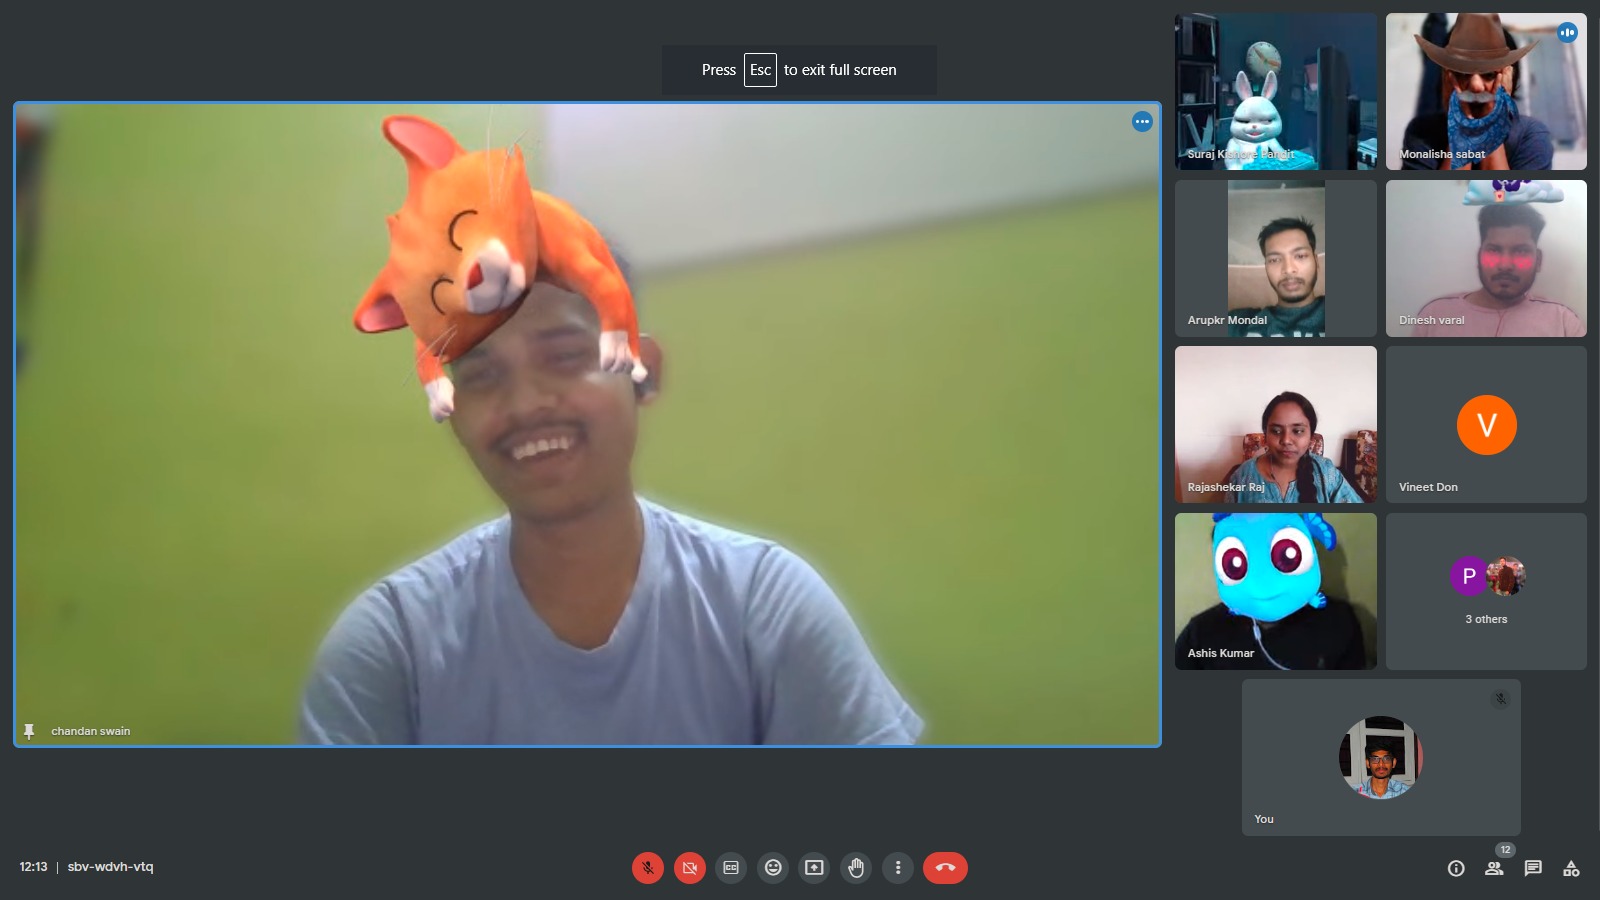 Press Esc to exit full screen
Suraj Kishore Pandit
Monalisha sabat
Arupkr Mondal
Dinesh varal
Rajashekar Raj
V
Vineet Don
Ashis Kumar
P
3 others
chandan swain
You
12:13 | sbv-wdvh-vtq
CC
12